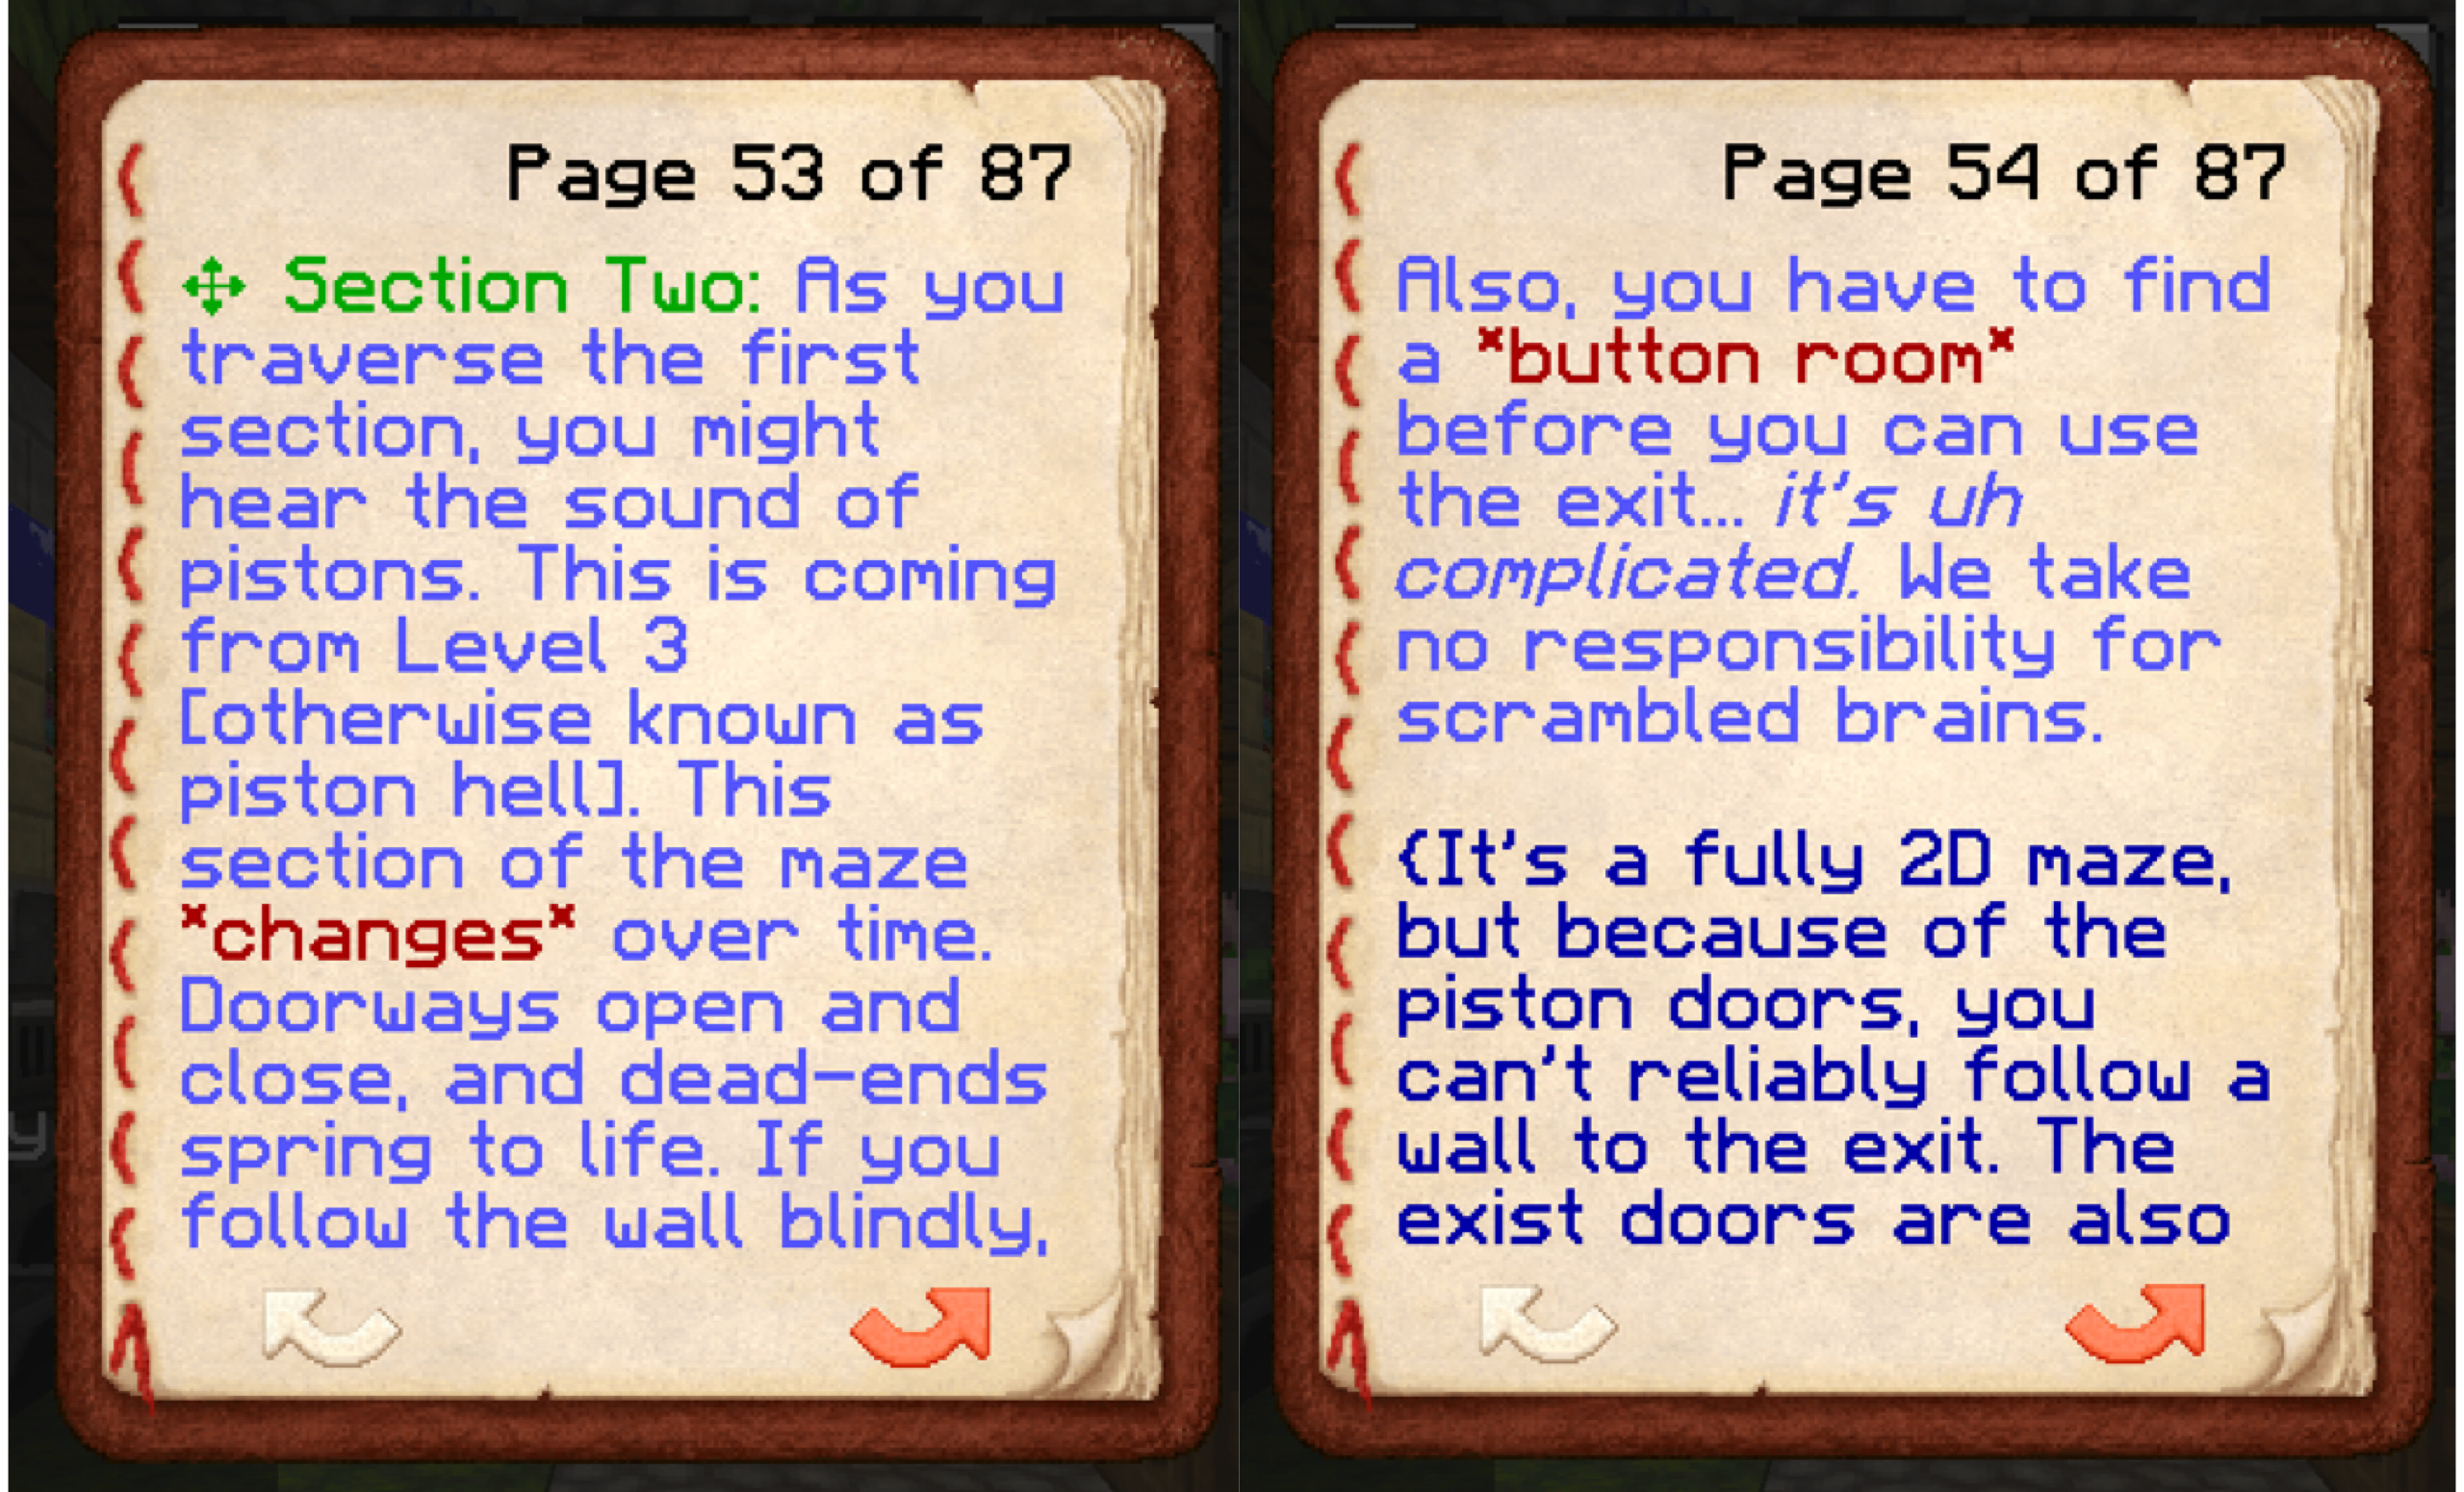 Page 53 of 87
✥ Section Two: As you
traverse the first
section, you might
hear the sound of
pistons. This is coming
from Level 3
[otherwise known as
piston hell]. This
section of the maze
*changes* over time.
Doorways open and
close, and dead-ends
spring to life. If you
follow the wall blindly,
Page 54 of 87
Also, you have to find
a *button room*
before you can use
the exit... it's uh
complicated. We take
no responsibility for
scrambled brains.
(It's a fully 2D maze,
but because of the
piston doors, you
can't reliably follow a
wall to the exit. The
exist doors are also
y